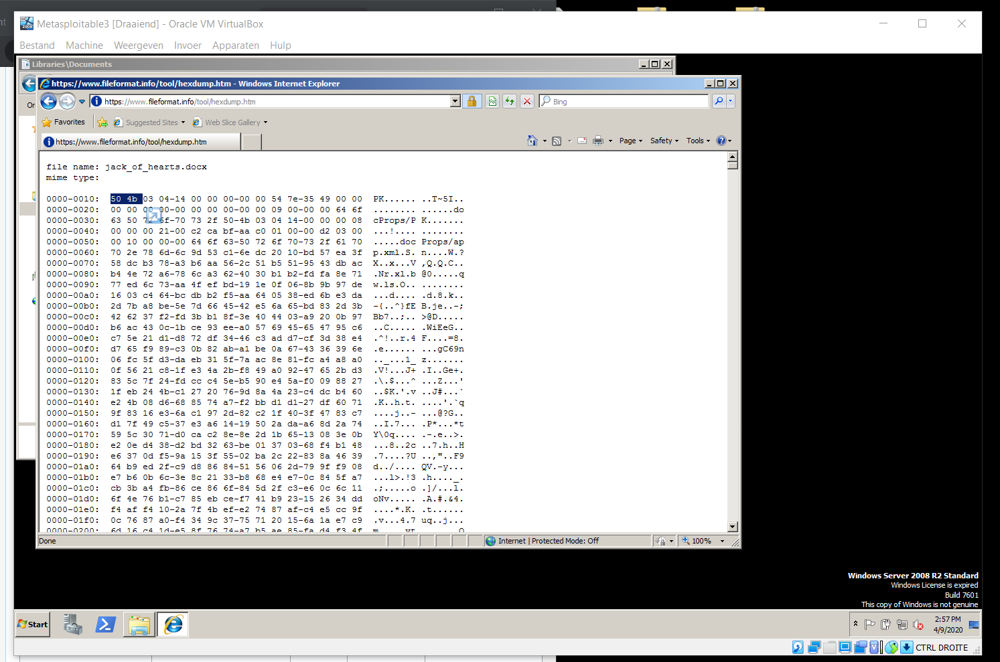 Metasploitable3 [Draaiend] - Oracle VM VirtualBox
Bestand Machine Weergeven Invoer Apparaten Hulp
Libraries\Documents
https://www.fileformat.info/tool/hexdump.htm - Windows Internet Explorer
https://www.fileformat.info/tool/hexdump.htm Bing
Favorites Suggested Sites Web Slice Gallery
https://www.fileformat.info/tool/hexdump.htm Page Safety Tools
file name: jack_of_hearts.docx
mime type:
0000-0010: 50 4b 03 04-14 00 00 00-00 00 54 7e-35 49 00 00 PK...... ..T~5I..
0000-0020: 00 00 00 00-00 00 00 00-00 00 09 00-00 00 64 6f ........ ......do
0000-0030: 63 50 72 6f-70 73 2f 50-4b 03 04 14-00 00 00 08 cProps/P K.......
0000-0040: 00 00 00 21-00 c2 ca bf-aa c0 01 00-00 d2 03 00 ...!.... ........
0000-0050: 00 10 00 00-00 64 6f 63-50 72 6f 70-73 2f 61 70 .....doc Props/ap
0000-0060: 70 2e 78 6d-6c 9d 53 c1-6e dc 20 10-bd 57 ea 3f p.xml.S. n. ..W.?
0000-0070: 58 dc b3 78-a3 b6 aa 56-2c 51 b5 51-95 43 db ac X..x...V ,Q.Q.C..
0000-0080: b4 4e 72 a6-78 6c a3 62-40 30 b1 b2-fd fa 8e 71 .Nr.xl.b @0.....q
0000-0090: 77 ed 6c 73-aa 4f ef bd-19 1e 0f 06-8b 9b 97 de w.ls.O.. ........
0000-00a0: 16 03 c4 64-bc db b2 f5-aa 64 05 38-ed 6b e3 da ...d.... .d.8.k..
0000-00b0: 2d 7b a8 be-5e 7d 66 45-42 e5 6a 65-bd 83 2d 3b -{..^}fE B.je..-;
0000-00c0: 42 62 37 f2-fd 3b b1 8f-3e 40 44 03-a9 20 0b 97 Bb7..;.. >@D.. ..
0000-00d0: b6 ac 43 0c-1b ce 93 ee-a0 57 69 45-65 47 95 c6 ..C..... .WiEeG..
0000-00e0: c7 5e 21 d1-d8 72 df 34-46 c3 ad d7-cf 3d 38 e4 .^!..r.4 F....=8.
0000-00f0: d7 65 f9 89-c3 0b 82 ab-a1 be 0a 67-43 36 39 6e .e...... ...gC69n
0000-0100: 06 fc 5f d3-da eb 31 5f-7a ac 8e 81-fc a4 a8 a0 .._...1_ z.......
0000-0110: 0f 56 21 c8-1f e3 4a 2b-f8 49 a0 92-47 65 2b d3 .V!...J+ .I..Ge+.
0000-0120: 83 5c 7f 24-fd cc c4 5e-b5 90 e4 5a-f0 09 88 27 .\.$...^ ...Z...'
0000-0130: 1f eb 24 4b-c1 27 20 76-9d 8a 4a 23-c4 dc b4 60 ..$K.'.v ..J#...`
0000-0140: e2 4b 08 d6-68 85 74 a7-f2 bb d1 d1-27 df 60 71 .K..h.t. ....'.`q
0000-0150: 9f 83 16 e3-6a c1 97 2d-82 c2 1f 40-3f 47 83 c7 ....j..- ...@?G..
0000-0160: d1 7f 49 c5-37 e3 a6 14-19 50 2a da-a6 8d 2a 74 ..I.7... .P*...*t
0000-0170: 59 5c 30 71-d0 ca c2 8e-8e 2d 1b 65-13 08 3e 0b Y\0q.... .-.e..>.
0000-0180: e2 0e d4 38-d2 bd 32 63-be 01 37 03-68 f4 b1 48 ...8..2c ..7.h..H
0000-0190: e6 37 0d f5-9a 15 3f 55-02 ba 2c 22-83 8a 46 39 .7....?U ..,"..F9
0000-01a0: 64 b9 ed 2f-c9 d8 86 84-51 56 06 2d-79 9f f9 08 d../.... QV.-y...
0000-01b0: e7 b6 0b 6c-3e 8c 21 33-b8 68 e4 e7-0c 84 5f a7 ...l>.!3 .h...._.
0000-01c0: cb 3b a4 fb-86 ce 86 6f-84 5d 2f c3-e6 0c 6c 11 .;.....o .]/...l.
0000-01d0: 6f 4e 76 b1-c7 85 eb ce-f7 41 b9 23-15 26 34 dd oNv..... .A.#.&4.
0000-01e0: f4 af f4 10-2a 7f 4b ef-e2 74 87 af-c4 e5 cc 9f ....*.K. .t......
0000-01f0: 0c 76 87 a0-f4 34 9c 37-75 71 20 15-6a 1a e7 c9 .v...4.7 uq..j...
0000-0200: 6d 16 c4 1d-e5 8f 76 74-a7 b5 ae 85-fa d4 f3 4f
Done Internet | Protected Mode: Off 100%
Windows Server 2008 R2 Standard
Windows License is expired
Build 7601
This copy of Windows is not genuine
Start 2:57 PM
4/9/2020
CTRL DROITE